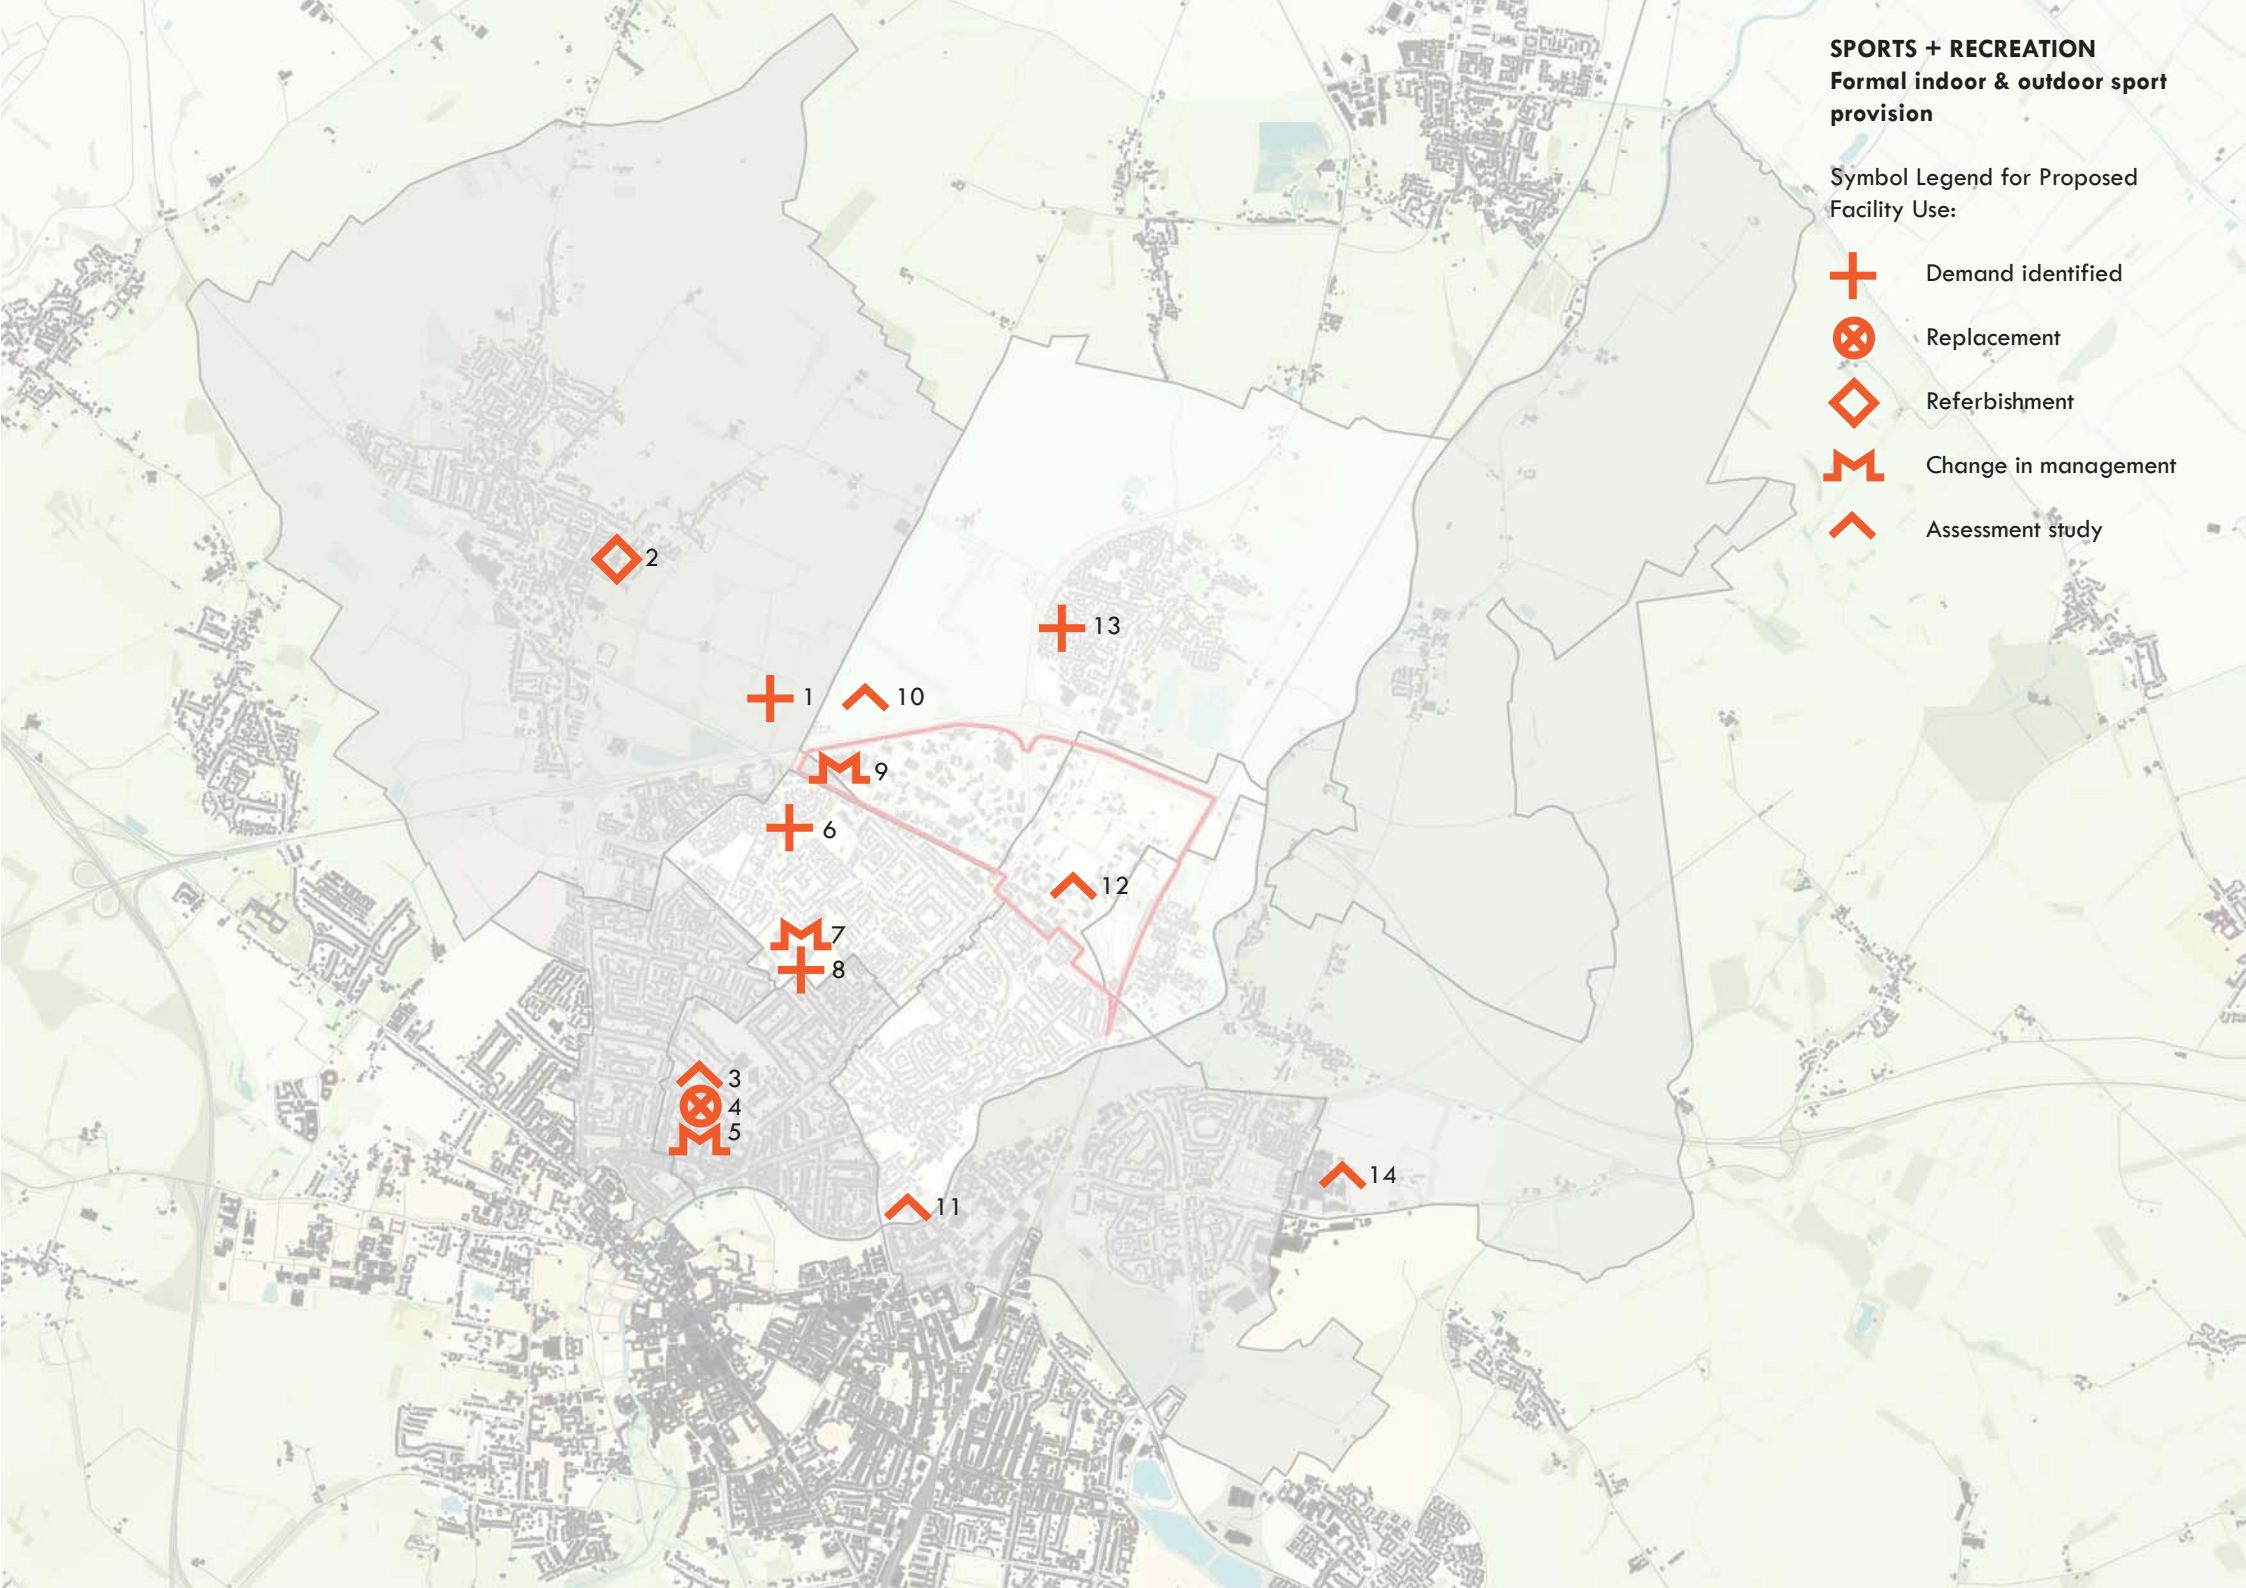 SPORTS + RECREATION
Formal indoor & outdoor sport
provision
Symbol Legend for Proposed
Facility Use:
Demand identified
Replacement
Referbishment
Change in management
Assessment study
2
13
1
10
9
6
12
7
8
3
4
5
14
11